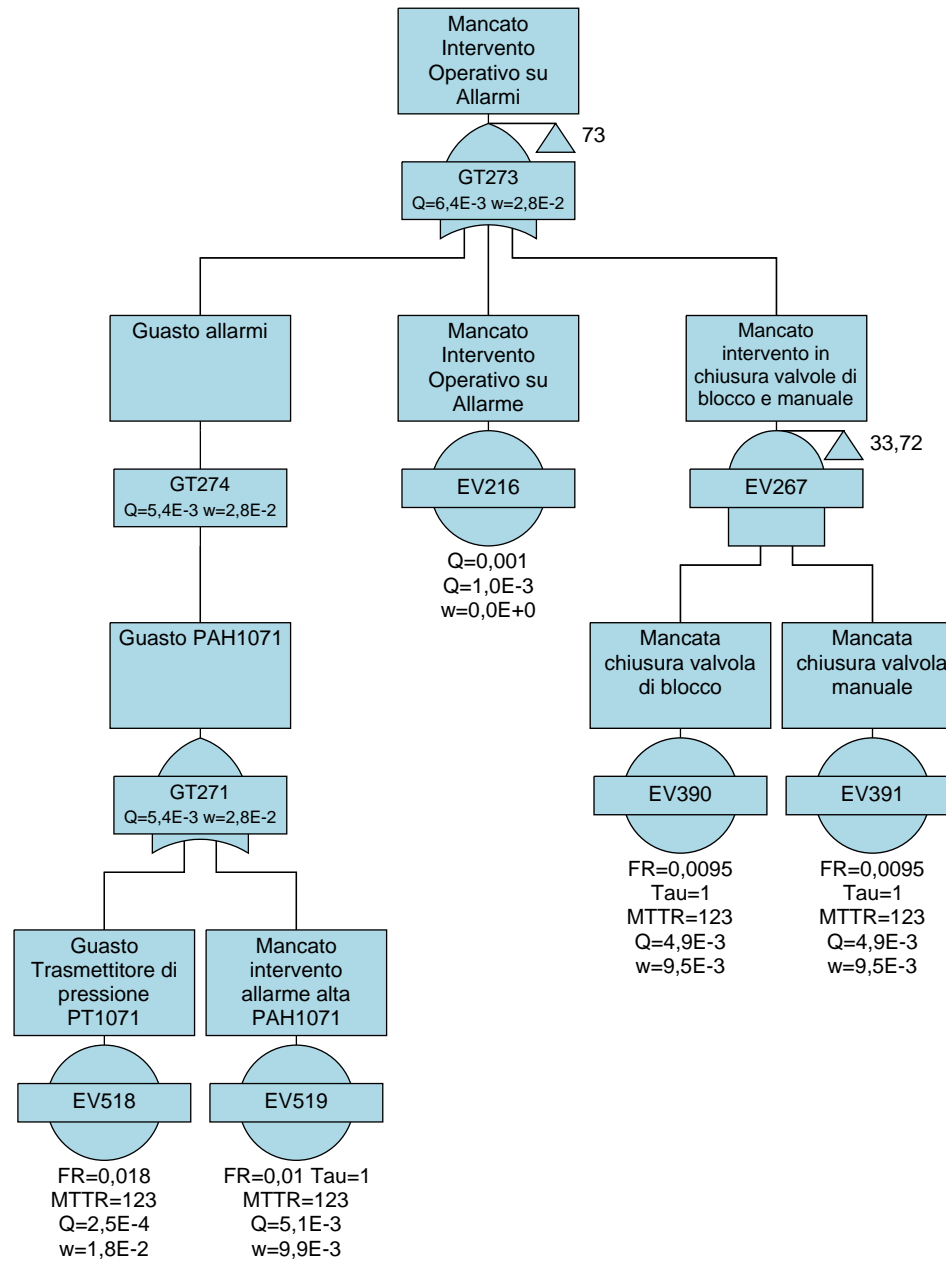 Mancato
Intervento
Operativo su
Allarmi
73
GT273
Q=6,4E-3 w=2,8E-2
Guasto allarmi
Mancato
Intervento
Operativo su
Allarme
Mancato
intervento in
chiusura valvole di
blocco e manuale
33,72
GT274
Q=5,4E-3 w=2,8E-2
EV216
Q=0,001
Q=1,0E-3
w=0,0E+0
EV267
Guasto PAH1071
Mancata
chiusura valvola
di blocco
Mancata
chiusura valvola
manuale
GT271
Q=5,4E-3 w=2,8E-2
EV390
FR=0,0095
Tau=1
MTTR=123
Q=4,9E-3
w=9,5E-3
EV391
FR=0,0095
Tau=1
MTTR=123
Q=4,9E-3
w=9,5E-3
Guasto
Trasmettitore di
pressione
PT1071
Mancato
intervento
allarme alta
PAH1071
EV518
FR=0,018
MTTR=123
Q=2,5E-4
w=1,8E-2
EV519
FR=0,01 Tau=1
MTTR=123
Q=5,1E-3
w=9,9E-3